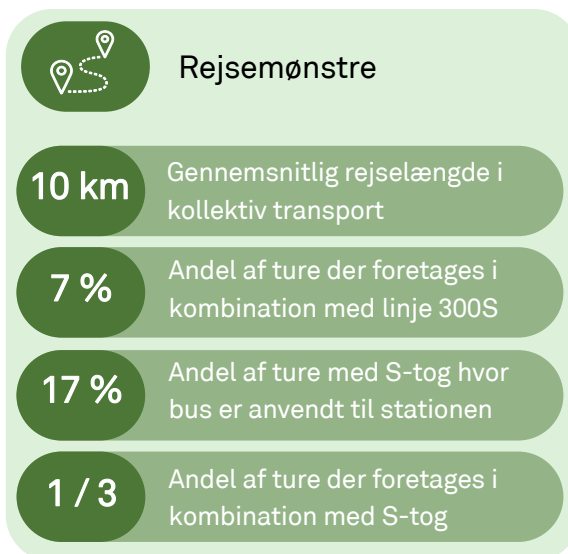 Rejsemønstre
10 km
Gennemsnitlig rejselængde i
kollektiv transport
7 %
Andel af ture der foretages i
kombination med linje 300S
17 %
Andel af ture med S-tog hvor
bus er anvendt til stationen
1 / 3
Andel af ture der foretages i
kombination med S-tog